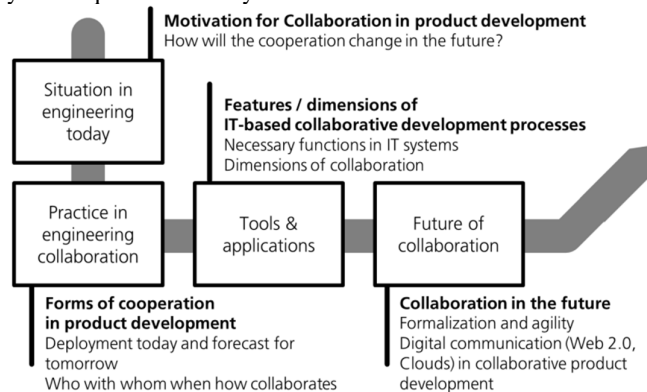 Motivation for Collaboration in product development
How will the cooperation change in the future?
Situation in
engineering
today
Features / dimensions of
IT-based collaborative development processes
Necessary functions in IT systems
Dimensions of collaboration
Practice in
engineering
collaboration
Tools &
applications
Future of
collaboration
Forms of cooperation
in product development
Deployment today and forecast for
tomorrow
Who with whom when how collaborates
Collaboration in the future
Formalization and agility
Digital communication (Web 2.0,
Clouds) in collaborative product
development